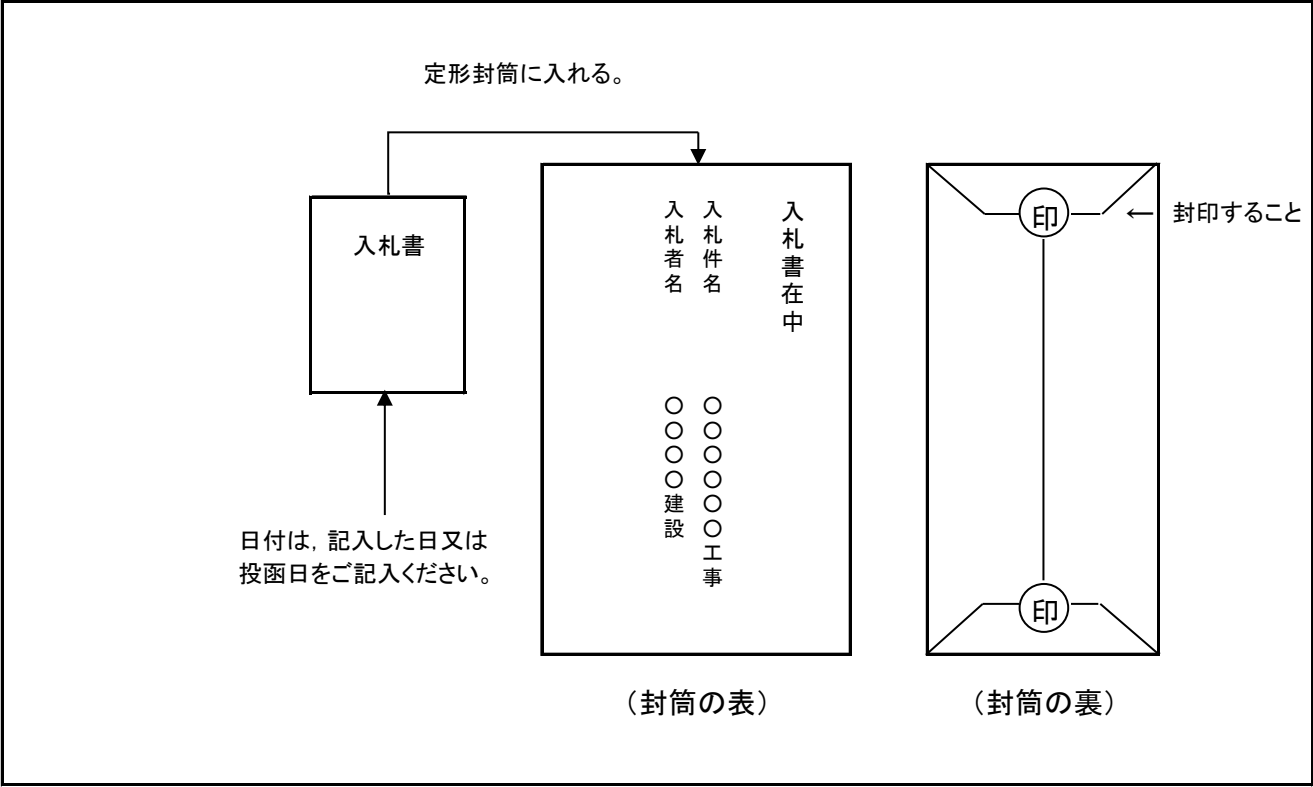 定形封筒に入れる。
入札書
日付は，記入した日又は
投函日をご記入ください。
入札書在中
入札件名　〇〇〇〇〇〇工事
入札者名　〇〇〇〇建設
（封筒の表）
印
← 封印すること
印
（封筒の裏）